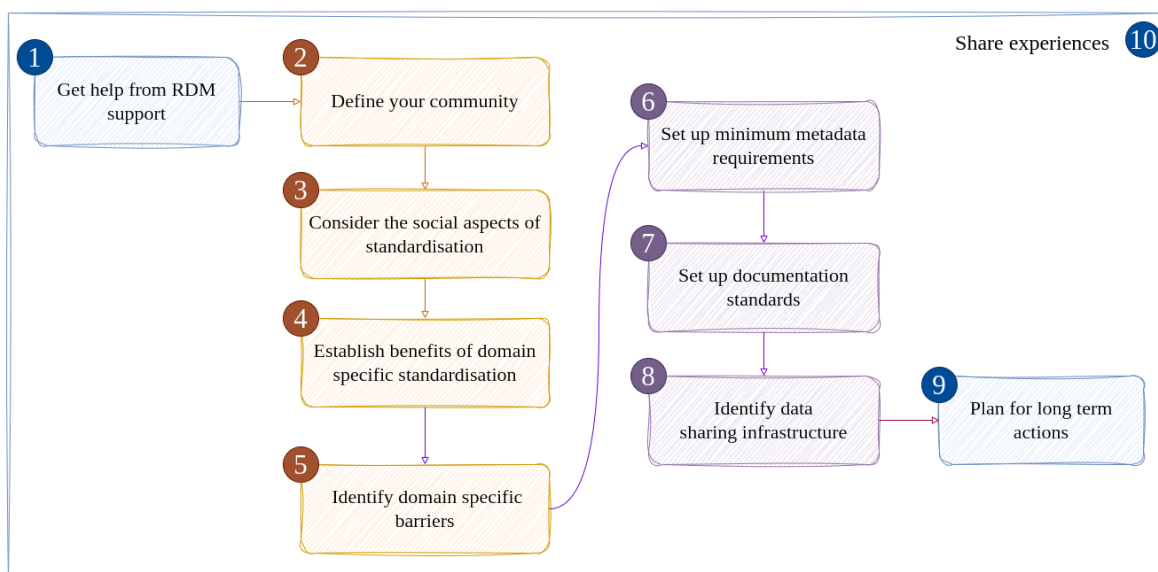 Share experiences 10
1
Get help from RDM
support
2
Define your community
3
Consider the social aspects of
standardisation
4
Establish benefits of domain
specific standardisation
5
Identify domain specific
barriers
6
Set up minimum metadata
requirements
7
Set up documentation
standards
8
Identify data
sharing infrastructure
9
Plan for long term
actions